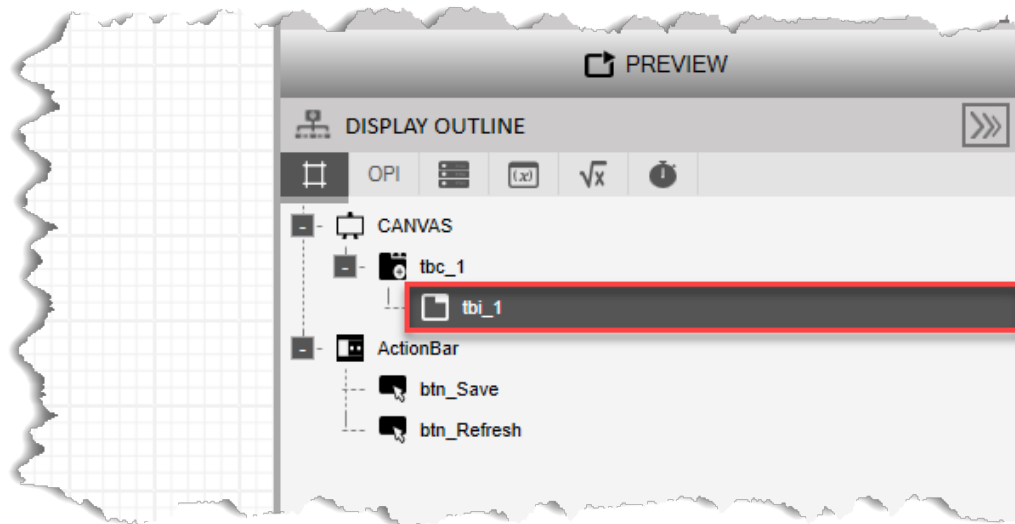 PREVIEW
DISPLAY OUTLINE
OPI (x) √x
CANVAS
tbc_1
tbi_1
ActionBar
btn_Save
btn_Refresh